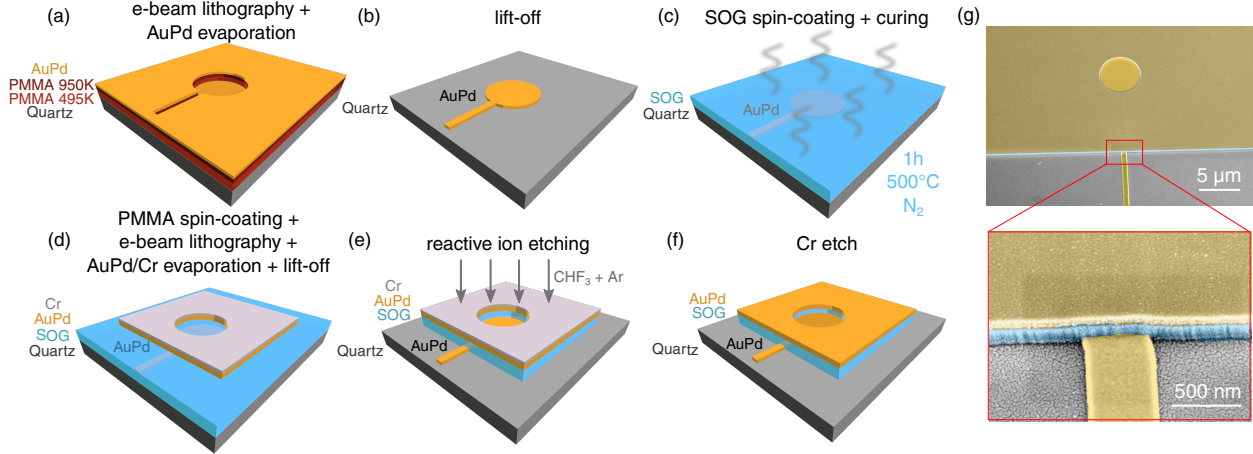 (a)
e-beam lithography +
AuPd evaporation
AuPd
PMMA 950K
PMMA 495K
Quartz
(b)
lift-off
AuPd
Quartz
(c)
SOG spin-coating + curing
SOG
Quartz
AuPd
1h
500°C
N₂
(d)
PMMA spin-coating +
e-beam lithography +
AuPd/Cr evaporation + lift-off
Cr
AuPd
SOG
Quartz
AuPd
(e)
reactive ion etching
CHF₃ + Ar
Cr
AuPd
SOG
Quartz
AuPd
(f)
Cr etch
AuPd
SOG
Quartz
AuPd
(g)
5 μm
500 nm